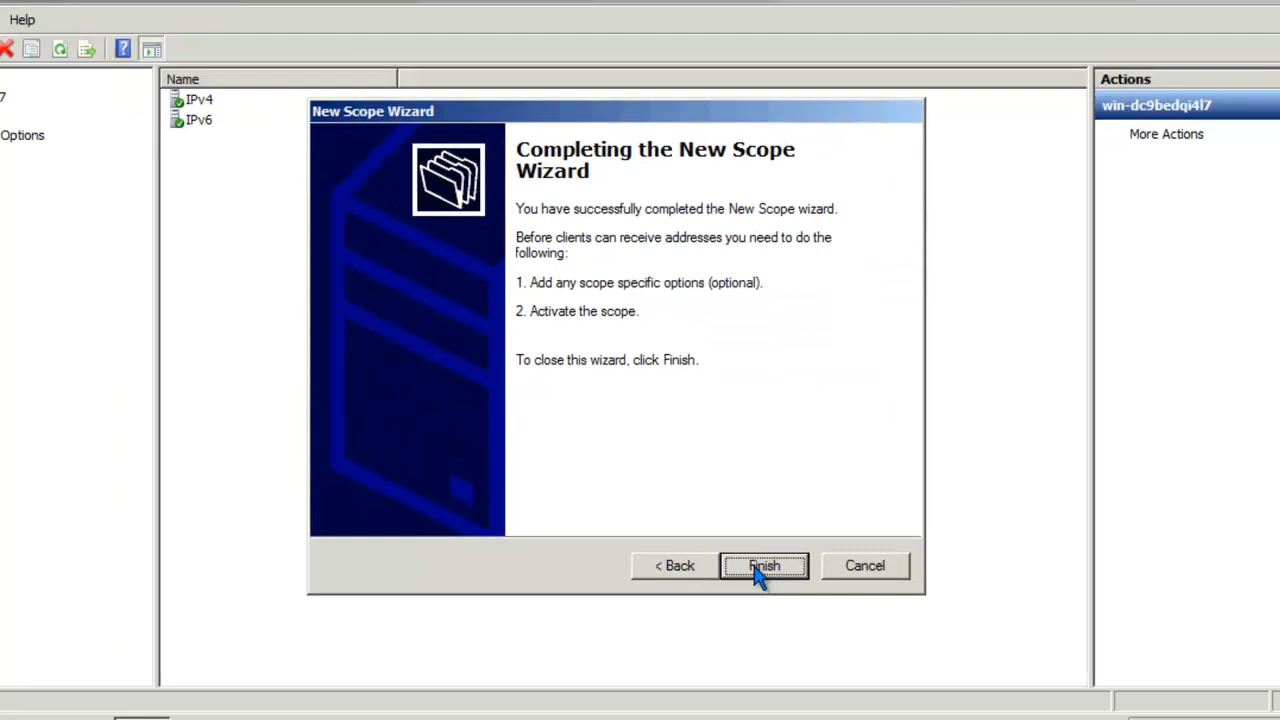 Help
Name
Actions
7
IPv4
IPv6
Options
win-dc9bedqi4l7
More Actions
New Scope Wizard
Completing the New Scope
Wizard
You have successfully completed the New Scope wizard.
Before clients can receive addresses you need to do the
following:
1. Add any scope specific options (optional).
2. Activate the scope.
To close this wizard, click Finish.
< Back
Finish
Cancel